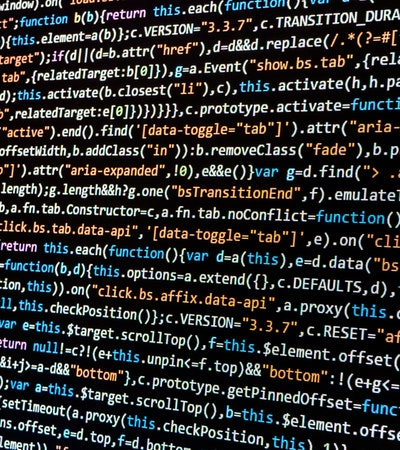 window).on("load
ct";function b(b){return this.each(function(){var
){this.element=a(b)};c.VERSION="3.3.7",c.TRANSITION_DURA
");if(d||(d=b.attr("href"),d=d&&d.replace(/.*(?=#[
tab",{relatedTarget:b[0]}),g=a.Event("show.bs.tab",{rela
d);this.activate(b.closest("li"),c),this.activate(h,h.pa
b",relatedTarget:e[0]})})}}},c.prototype.activate=functi
"active").end().find('[data-toggle="tab"]').attr("aria-
offsetWidth,b.addClass("in")):b.removeClass("fade"),b.p
b"]').attr("aria-expanded",!0),e&&e()}var g=d.find("> .a
length);g.length&&h?g.one("bsTransitionEnd",f).emulateT
b,a.fn.tab.Constructor=c,a.fn.tab.noConflict=function()
click.bs.tab.data-api",'[data-toggle="tab"]',e).on("cli
return this.each(function(){var d=a(this),e=d.data("bs
=function(b,d){this.options=a.extend({},c.DEFAULTS,d),t
ion,this)).on("click.bs.affix.data-api",a.proxy(this.c
ll,this.checkPosition()};c.VERSION="3.3.7",c.RESET="af
var e=this.$target.scrollTop(),f=this.$element.offset(
eturn null!=c?!(e+this.unpin<=f.top)&&"bottom":!(e+g<=
&i+j>=a-d&&"bottom"},c.prototype.getPinnedOffset=func
);var a=this.$target.scrollTop(),b=this.$element.offse
{setTimeout(a.proxy(this.checkPosition,this),1)}
ns.offset,e=d.top,f=d.bottom
lement))